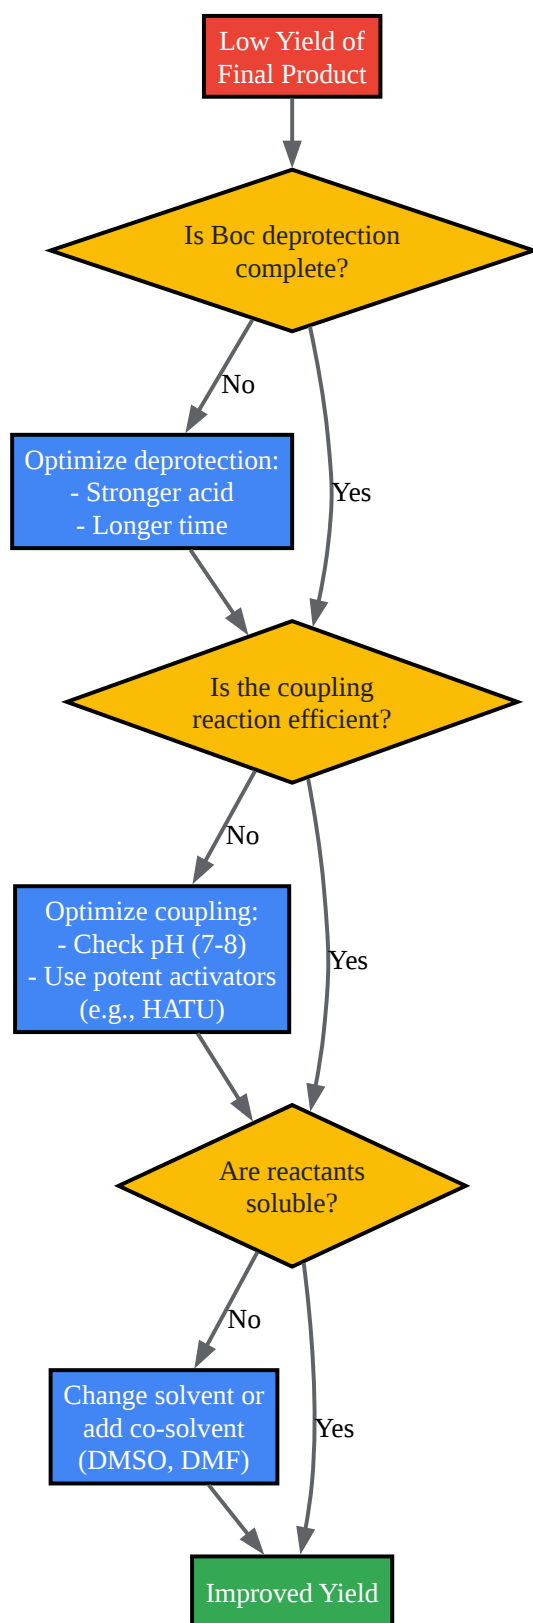 Low Yield of
Final Product
Is Boc deprotection
complete?
No
Optimize deprotection:
- Stronger acid
- Longer time
Yes
Is the coupling
reaction efficient?
No
Optimize coupling:
- Check pH (7-8)
- Use potent activators
(e.g., HATU)
Yes
Are reactants
soluble?
No
Change solvent or
add co-solvent
(DMSO, DMF)
Yes
Improved Yield